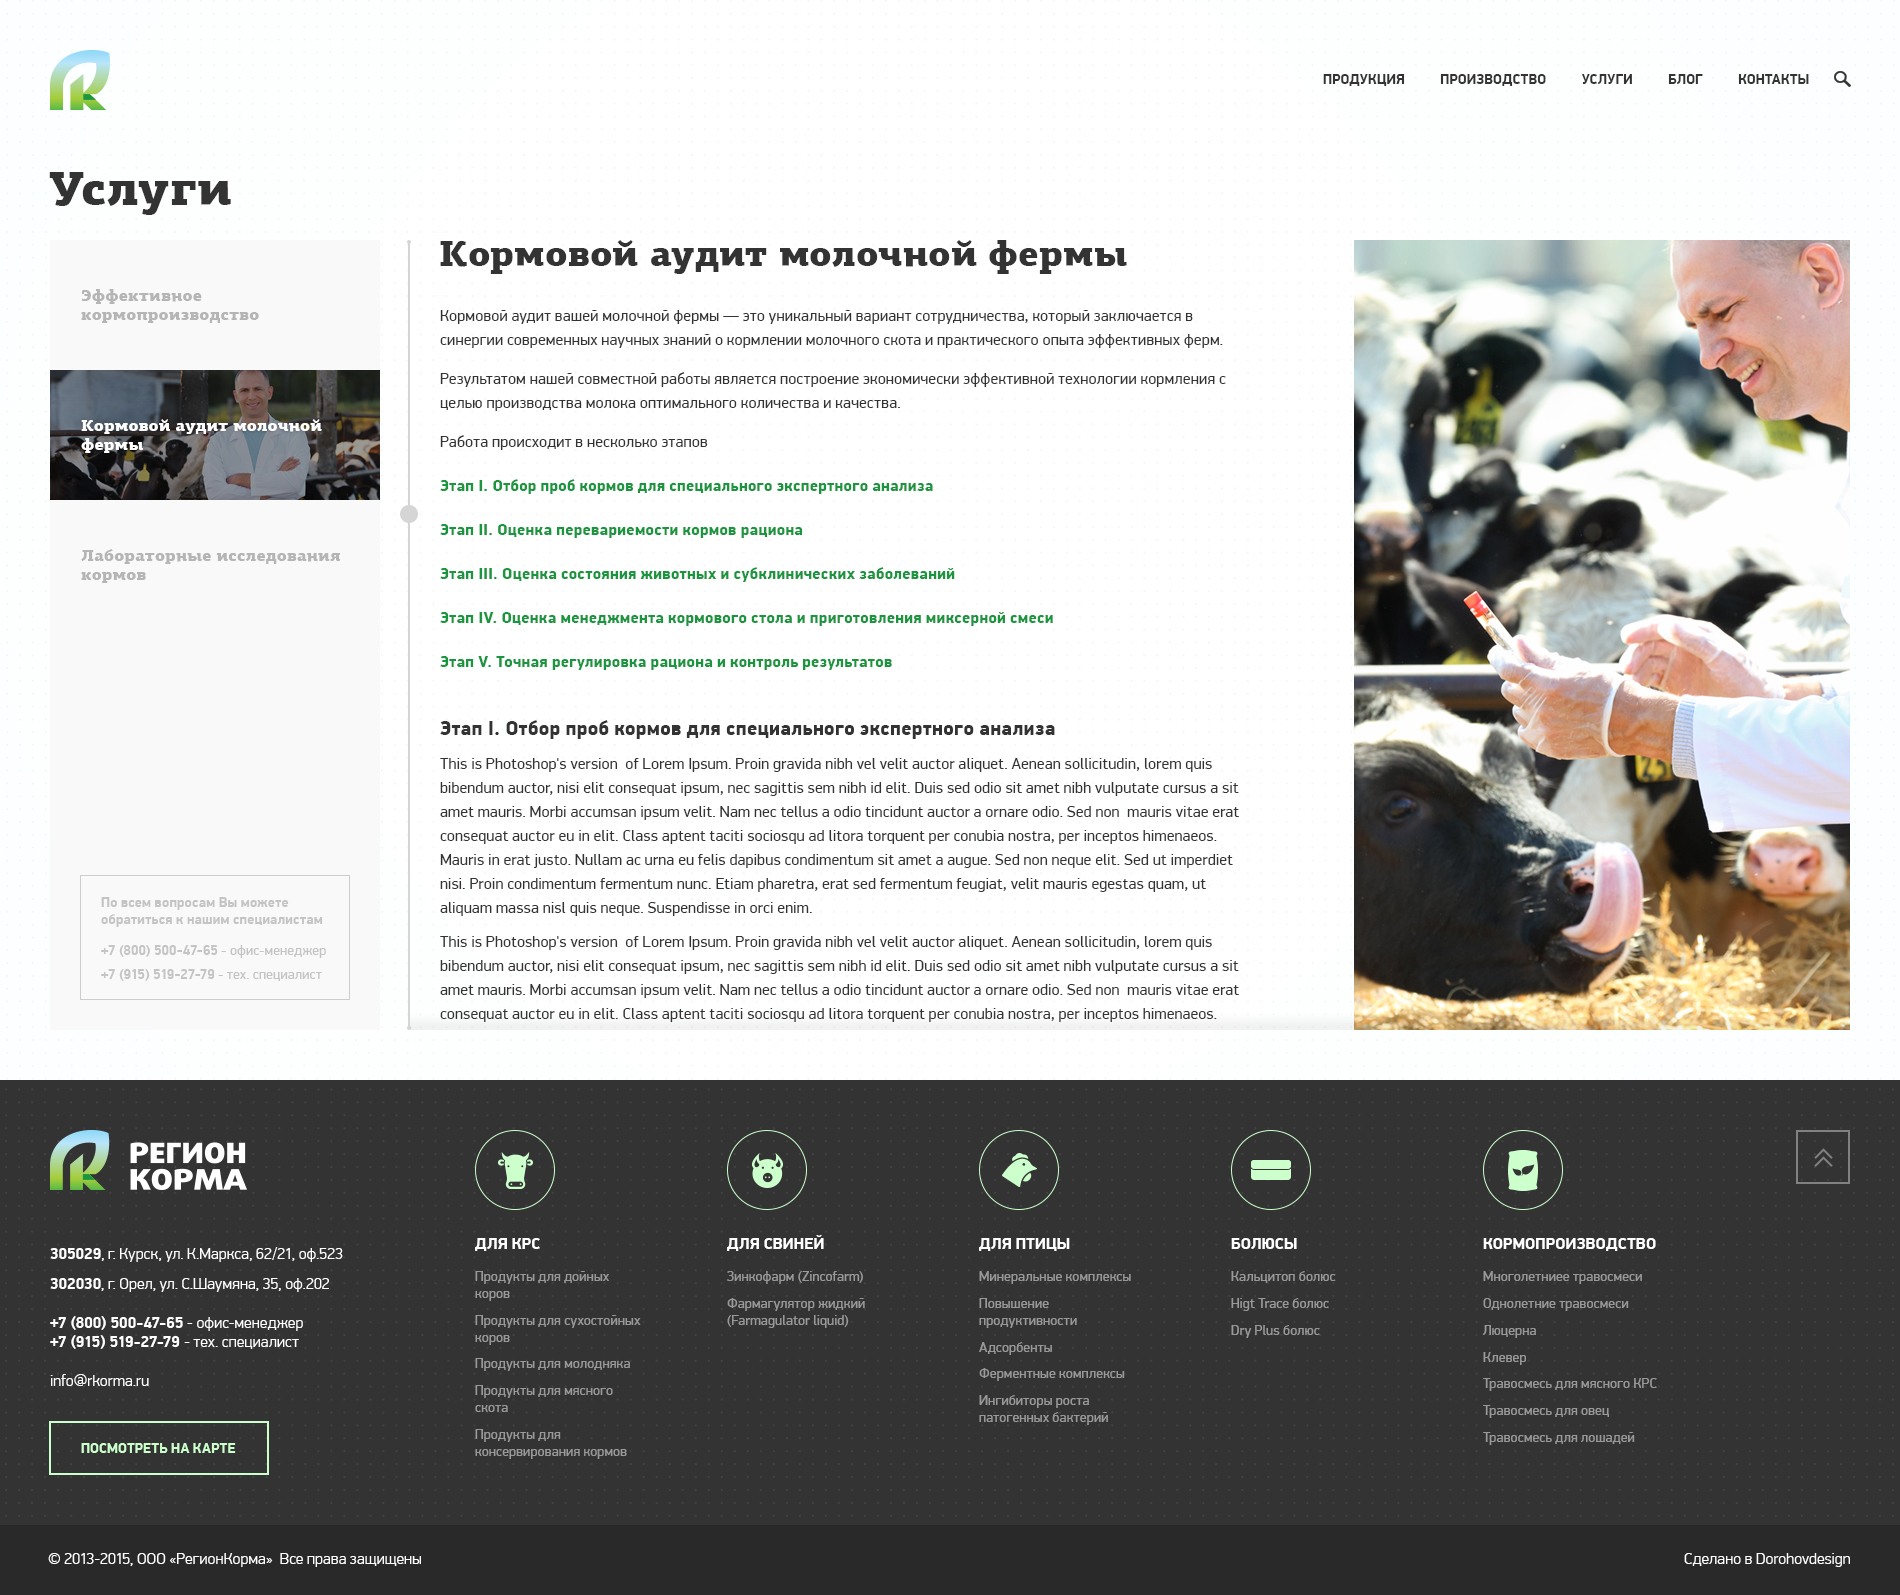 ПРОДУКЦИЯ ПРОИЗВОДСТВО УСЛУГИ БЛОГ КОНТАКТЫ
Услуги
Эффективное
кормопроизводство
Кормовой аудит молочной
фермы
Лабораторные исследования
кормов
По всем вопросам Вы можете
обратиться к нашим специалистам
+7 (800) 500-47-65 - офис-менеджер
+7 (915) 519-27-79 - тех. специалист
Кормовой аудит молочной фермы
Кормовой аудит вашей молочной фермы — это уникальный вариант сотрудничества, который заключается в
синергии современных научных знаний о кормлении молочного скота и практического опыта эффективных ферм.
Результатом нашей совместной работы является построение экономически эффективной технологии кормления с
целью производства молока оптимального количества и качества.
Работа происходит в несколько этапов
Этап I. Отбор проб кормов для специального экспертного анализа
Этап II. Оценка перевариемости кормов рациона
Этап III. Оценка состояния животных и субклинических заболеваний
Этап IV. Оценка менеджмента кормового стола и приготовления миксерной смеси
Этап V. Точная регулировка рациона и контроль результатов
Этап I. Отбор проб кормов для специального экспертного анализа
This is Photoshop's version  of Lorem Ipsum. Proin gravida nibh vel velit auctor aliquet. Aenean sollicitudin, lorem quis
bibendum auctor, nisi elit consequat ipsum, nec sagittis sem nibh id elit. Duis sed odio sit amet nibh vulputate cursus a sit
amet mauris. Morbi accumsan ipsum velit. Nam nec tellus a odio tincidunt auctor a ornare odio. Sed non  mauris vitae erat
consequat auctor eu in elit. Class aptent taciti sociosqu ad litora torquent per conubia nostra, per inceptos himenaeos.
Mauris in erat justo. Nullam ac urna eu felis dapibus condimentum sit amet a augue. Sed non neque elit. Sed ut imperdiet
nisi. Proin condimentum fermentum nunc. Etiam pharetra, erat sed fermentum feugiat, velit mauris egestas quam, ut
aliquam massa nisl quis neque. Suspendisse in orci enim.
This is Photoshop's version  of Lorem Ipsum. Proin gravida nibh vel velit auctor aliquet. Aenean sollicitudin, lorem quis
bibendum auctor, nisi elit consequat ipsum, nec sagittis sem nibh id elit. Duis sed odio sit amet nibh vulputate cursus a sit
amet mauris. Morbi accumsan ipsum velit. Nam nec tellus a odio tincidunt auctor a ornare odio. Sed non  mauris vitae erat
consequat auctor eu in elit. Class aptent taciti sociosqu ad litora torquent per conubia nostra, per inceptos himenaeos.
РЕГИОН
КОРМА
305029, г. Курск, ул. К.Маркса, 62/21, оф.523
302030, г. Орел, ул. С.Шаумяна, 35, оф.202
+7 (800) 500-47-65 - офис-менеджер
+7 (915) 519-27-79 - тех. специалист
info@rkorma.ru
ПОСМОТРЕТЬ НА КАРТЕ
ДЛЯ КРС
Продукты для дойных
коров
Продукты для сухостойных
коров
Продукты для молодняка
Продукты для мясного
скота
Продукты для
консервирования кормов
ДЛЯ СВИНЕЙ
Зинкофарм (Zincofarm)
Фармагулятор жидкий
(Farmagulator liquid)
ДЛЯ ПТИЦЫ
Минеральные комплексы
Повышение
продуктивности
Адсорбенты
Ферментные комплексы
Ингибиторы роста
патогенных бактерий
БОЛЮСЫ
Кальцитоп болюс
Higt Trace болюс
Dry Plus болюс
КОРМОПРОИЗВОДСТВО
Многолетниее травосмеси
Однолетние травосмеси
Люцерна
Клевер
Травосмесь для мясного КРС
Травосмесь для овец
Травосмесь для лошадей
© 2013-2015, ООО «РегионКорма»  Все права защищены
Сделано в Dorohovdesign